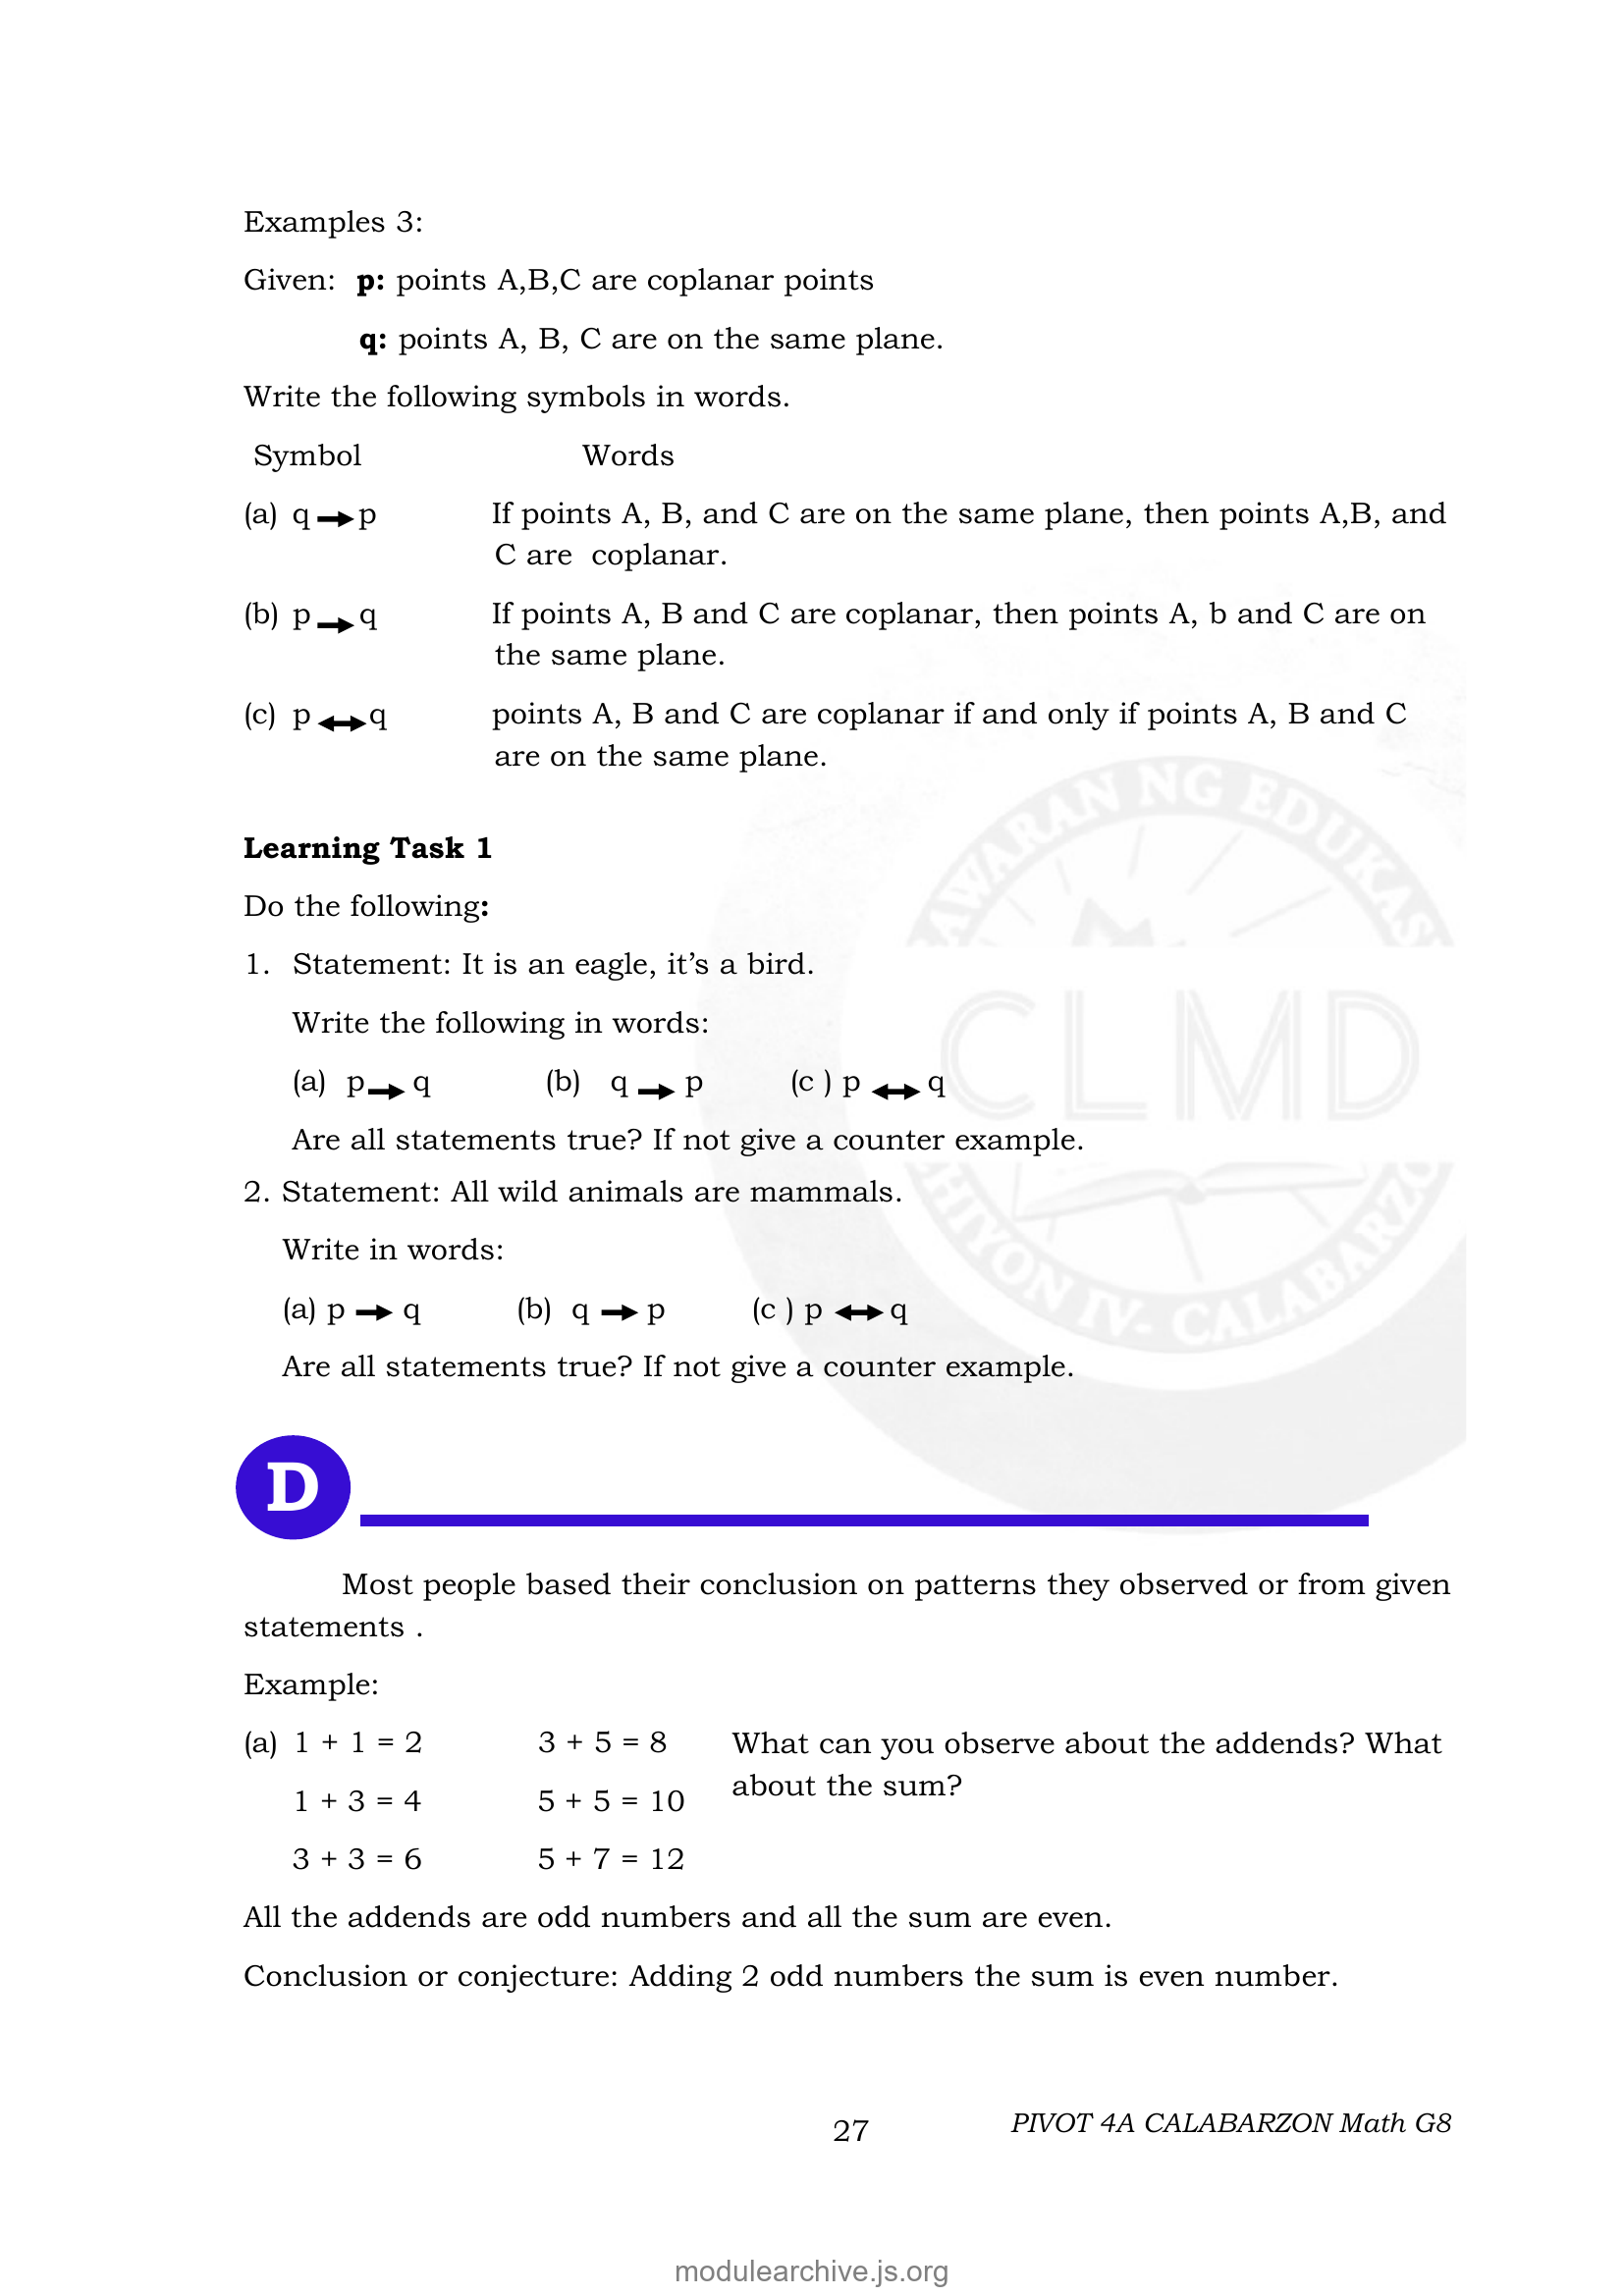 Examples 3:
Given: p: points A,B,C are coplanar points
q: points A, B, C are on the same plane.
Write the following symbols in words.
Symbol Words
(a) q → p If points A, B, and C are on the same plane, then points A,B, and
C are coplanar.
(b) p → q If points A, B and C are coplanar, then points A, b and C are on
the same plane.
(c) p ↔ q points A, B and C are coplanar if and only if points A, B and C
are on the same plane.
Learning Task 1
Do the following:
1. Statement: It is an eagle, it’s a bird.
Write the following in words:
(a) p → q (b) q → p (c ) p ↔ q
Are all statements true? If not give a counter example.
2. Statement: All wild animals are mammals.
Write in words:
(a) p → q (b) q → p (c ) p ↔ q
Are all statements true? If not give a counter example.
AWARAN NG EDUKAS
CLMD
HIYON IV- CALABARZO
D
Most people based their conclusion on patterns they observed or from given
statements .
Example:
(a) 1 + 1 = 2 3 + 5 = 8 What can you observe about the addends? What
about the sum?
1 + 3 = 4 5 + 5 = 10
3 + 3 = 6 5 + 7 = 12
All the addends are odd numbers and all the sum are even.
Conclusion or conjecture: Adding 2 odd numbers the sum is even number.
27 PIVOT 4A CALABARZON Math G8
modulearchive.js.org